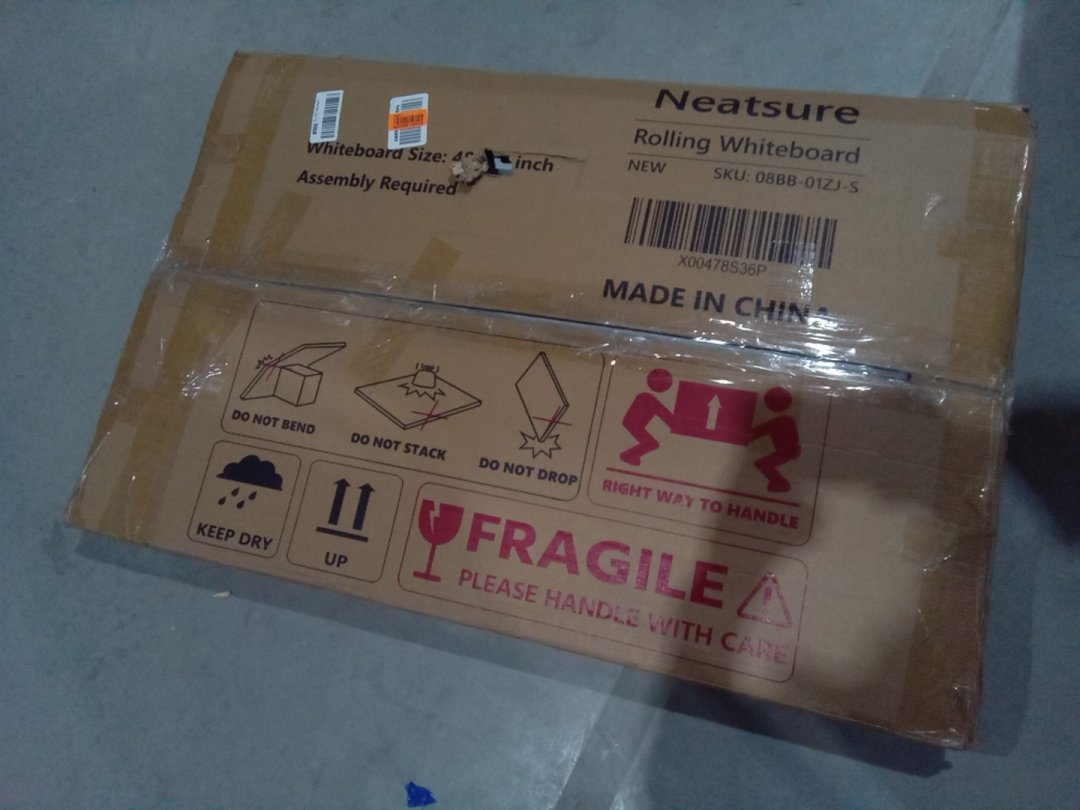 Neatsure
Rolling Whiteboard
NEW SKU: 08BB-01ZJ-S
X00478S36P
MADE IN CHINA
Whiteboard Size: inch
Assembly Required
DO NOT BEND
DO NOT STACK
DO NOT DROP
RIGHT WAY TO HANDLE
KEEP DRY
UP
FRAGILE
PLEASE HANDLE WITH CARE